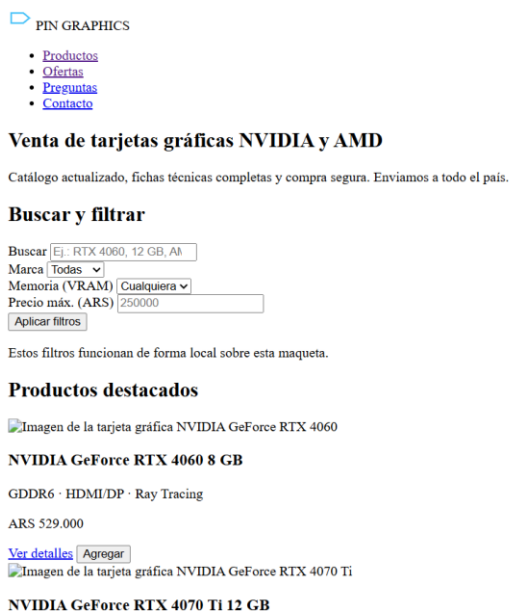 PIN GRAPHICS
Productos
Ofertas
Preguntas
Contacto
Venta de tarjetas gráficas NVIDIA y AMD
Catálogo actualizado, fichas técnicas completas y compra segura. Enviamos a todo el país.
Buscar y filtrar
Buscar Ej.: RTX 4060, 12 GB, AM
Marca Todas
Memoria (VRAM) Cualquiera
Precio máx. (ARS) 250000
Aplicar filtros
Estos filtros funcionan de forma local sobre esta maqueta.
Productos destacados
Imagen de la tarjeta gráfica NVIDIA GeForce RTX 4060
NVIDIA GeForce RTX 4060 8 GB
GDDR6 · HDMI/DP · Ray Tracing
ARS 529.000
Ver detalles Agregar
Imagen de la tarjeta gráfica NVIDIA GeForce RTX 4070 Ti
NVIDIA GeForce RTX 4070 Ti 12 GB